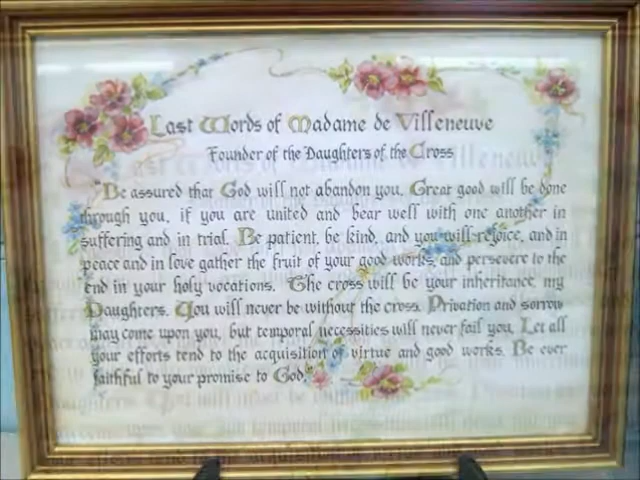 Last Words of Madame de Villeneuve
Founder of the Daughters of the Cross
"Be assured that God will not abandon you. Great good will be done
through you, if you are united and bear well with one another in
suffering and in trial. Be patient, be kind, and you will rejoice, and in
peace and in love gather the fruit of your good works, and persevere to the
end in your holy vocations. The cross will be your inheritance, my
Daughters. You will never be without the cross. Privation and sorrow
may come upon you, but temporal necessities will never fail you. Let all
your efforts tend to the acquisition of virtue and good works. Be ever
faithful to your promise to God."